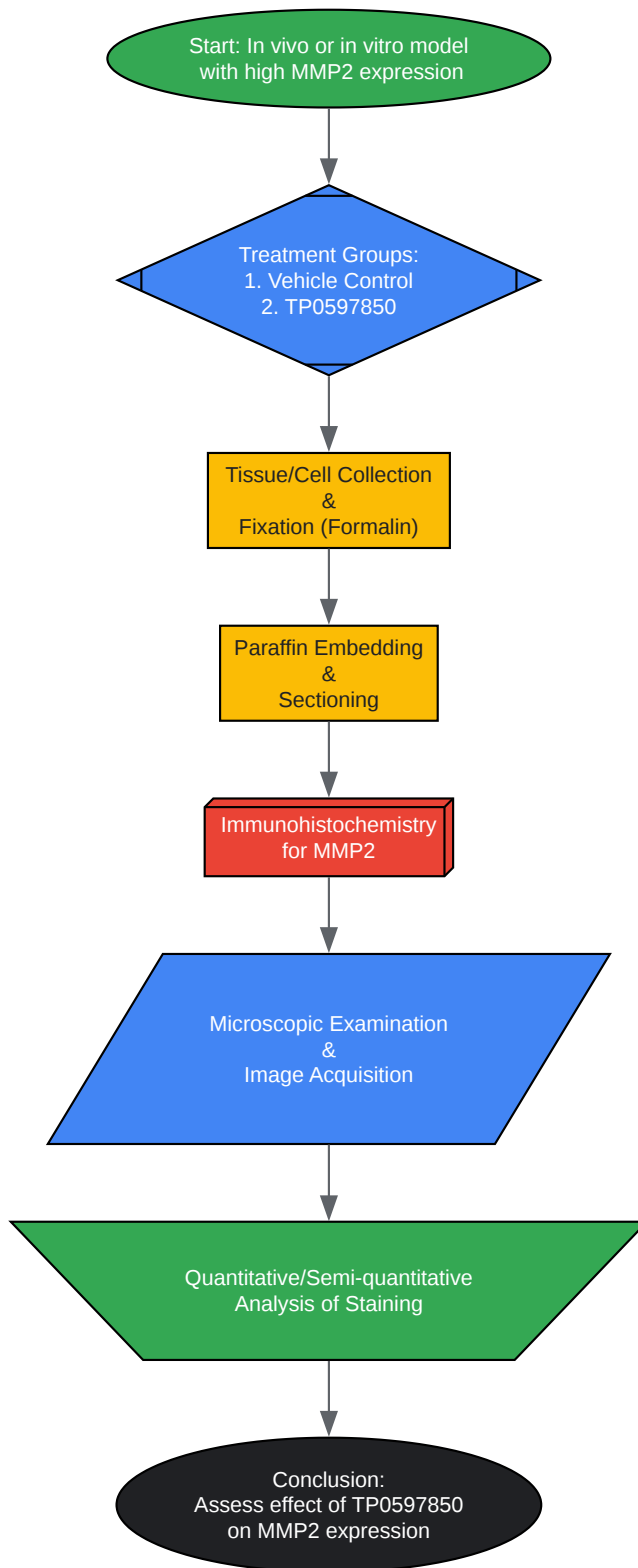 Start: In vivo or in vitro model
with high MMP2 expression
Treatment Groups:
1. Vehicle Control
2. TP0597850
Tissue/Cell Collection
&
Fixation (Formalin)
Paraffin Embedding
&
Sectioning
Immunohistochemistry
for MMP2
Microscopic Examination
&
Image Acquisition
Quantitative/Semi-quantitative
Analysis of Staining
Conclusion:
Assess effect of TP0597850
on MMP2 expression